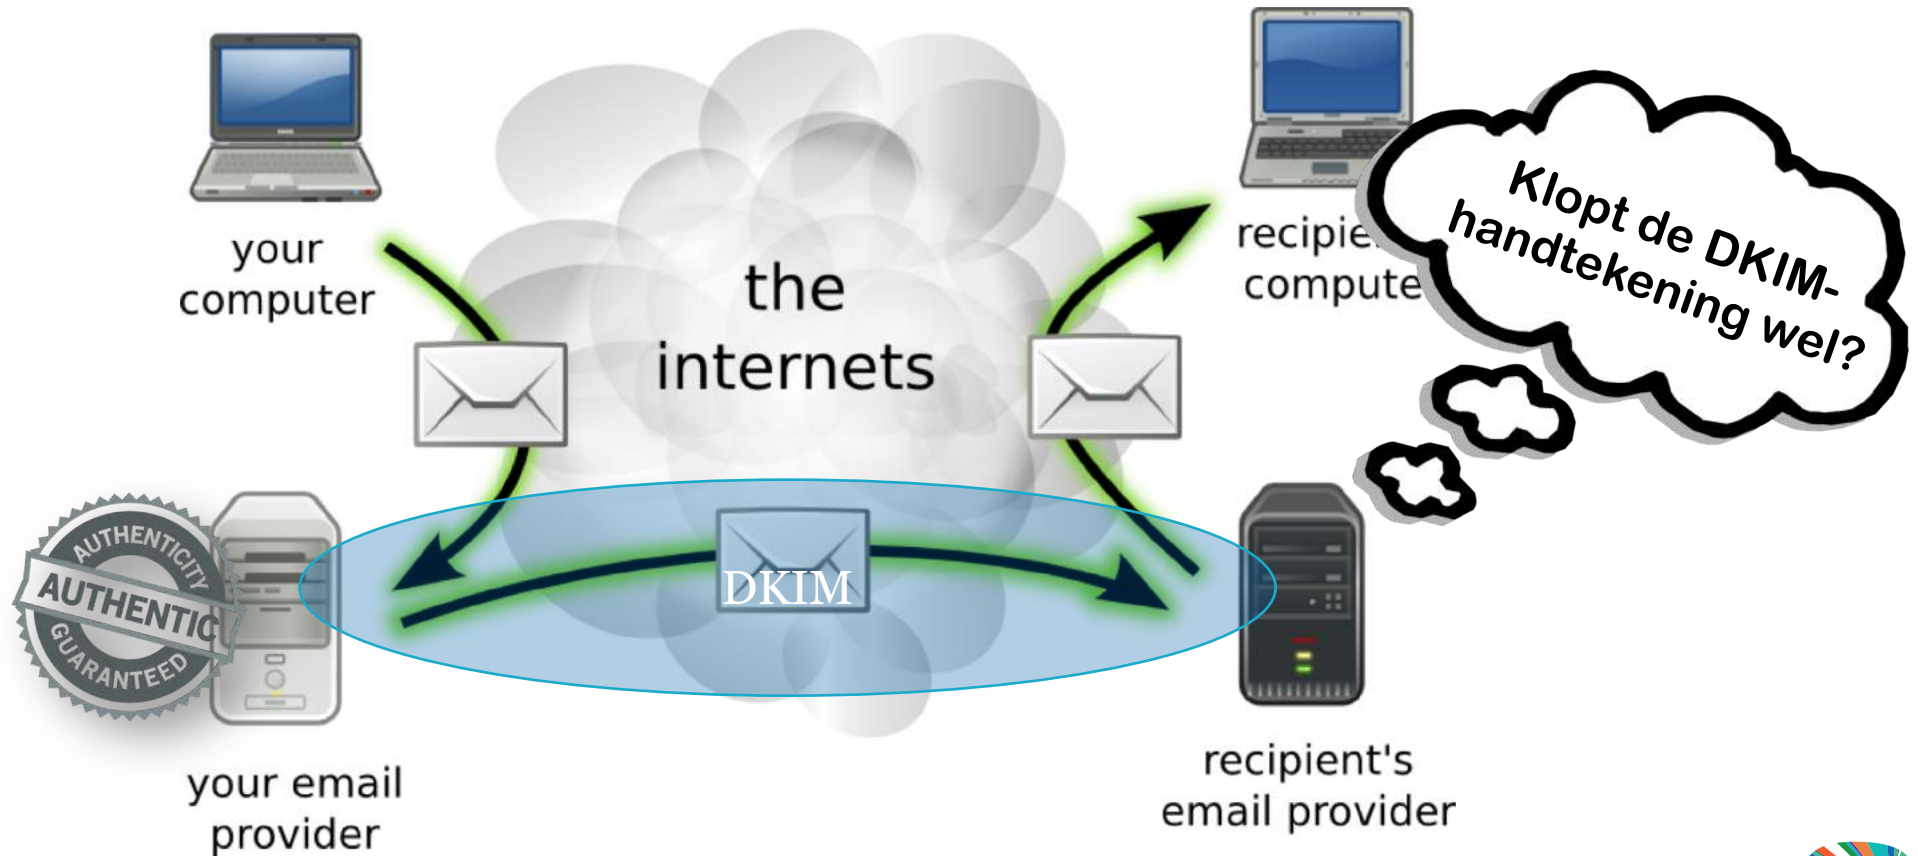 your
computer
the
internets
recipie
compute
Klopt de DKIM-
handtekening wel?
AUTHENTICITY
AUTHENTIC
GUARANTEED
DKIM
your email
provider
recipient's
email provider